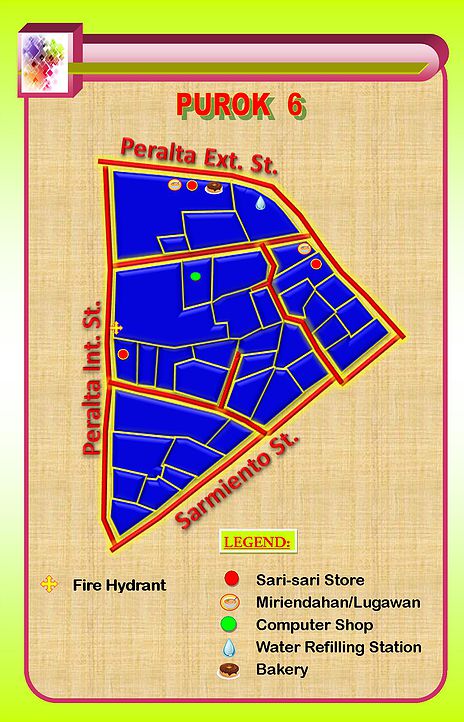 PUROK 6
Peralta Ext. St.
Peralta Int. St.
Sarmiento St.
LEGEND:
Fire Hydrant
Sari-sari Store
Miriendahan/Lugawan
Computer Shop
Water Refilling Station
Bakery